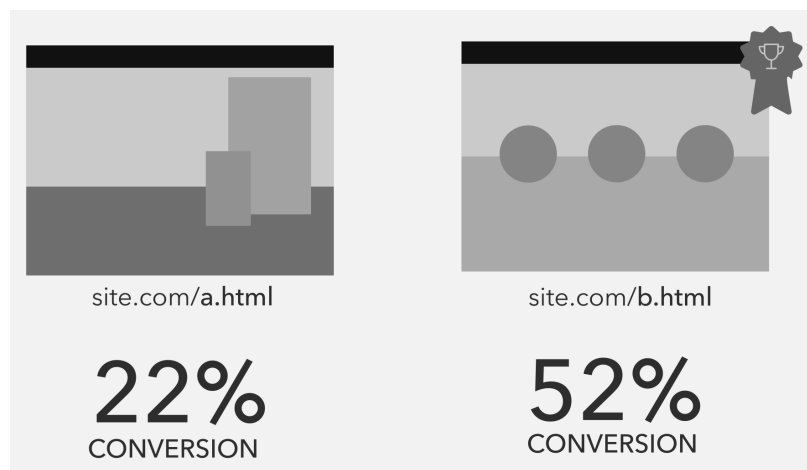 site.com/a.html
22%
CONVERSION
site.com/b.html
52%
CONVERSION